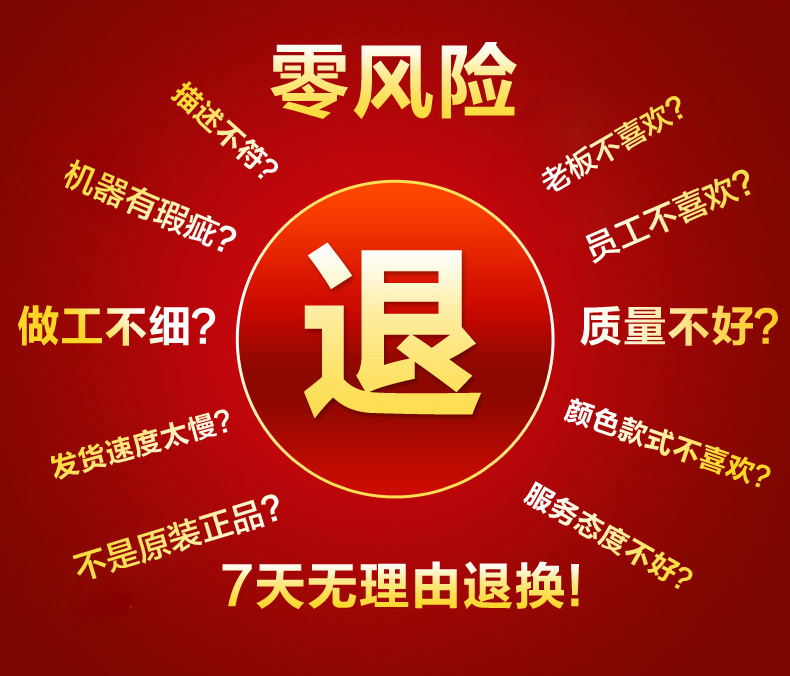 零风险
描述不符?
机器有瑕疵?
做工不细?
发货速度太慢?
不是原装正品?
退
老板不喜欢?
员工不喜欢?
质量不好?
颜色款式不喜欢?
服务态度不好?
7天无理由退换!